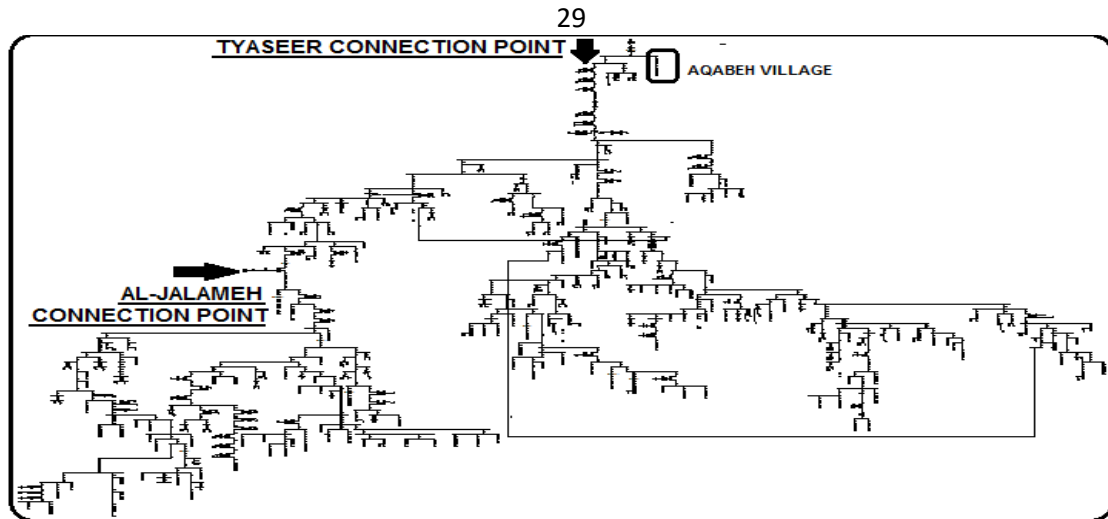 29
TYASEER CONNECTION POINT
AQABEH VILLAGE
AL-JALAMEH
CONNECTION POINT